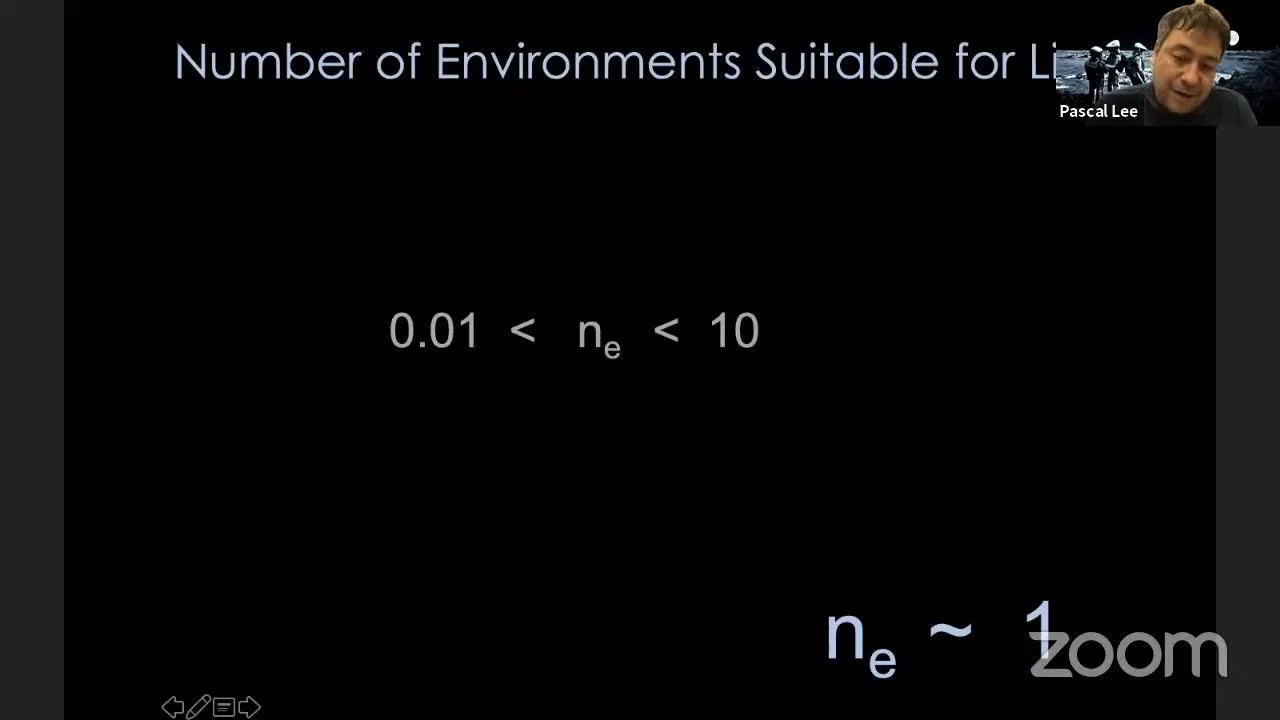 Number of Environments Suitable for Li
Pascal Lee
0.01 < nₑ < 10
nₑ ~ 1
zoom